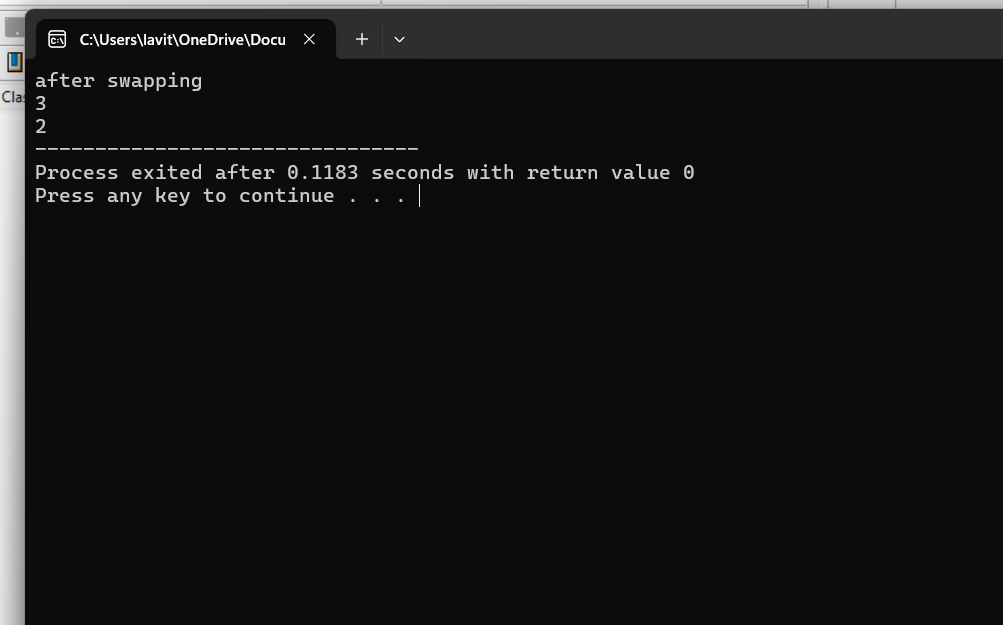 C:\Users\lavit\OneDrive\Docu
Clas
after swapping
3
2
--------------------------------
Process exited after 0.1183 seconds with return value 0
Press any key to continue . . .